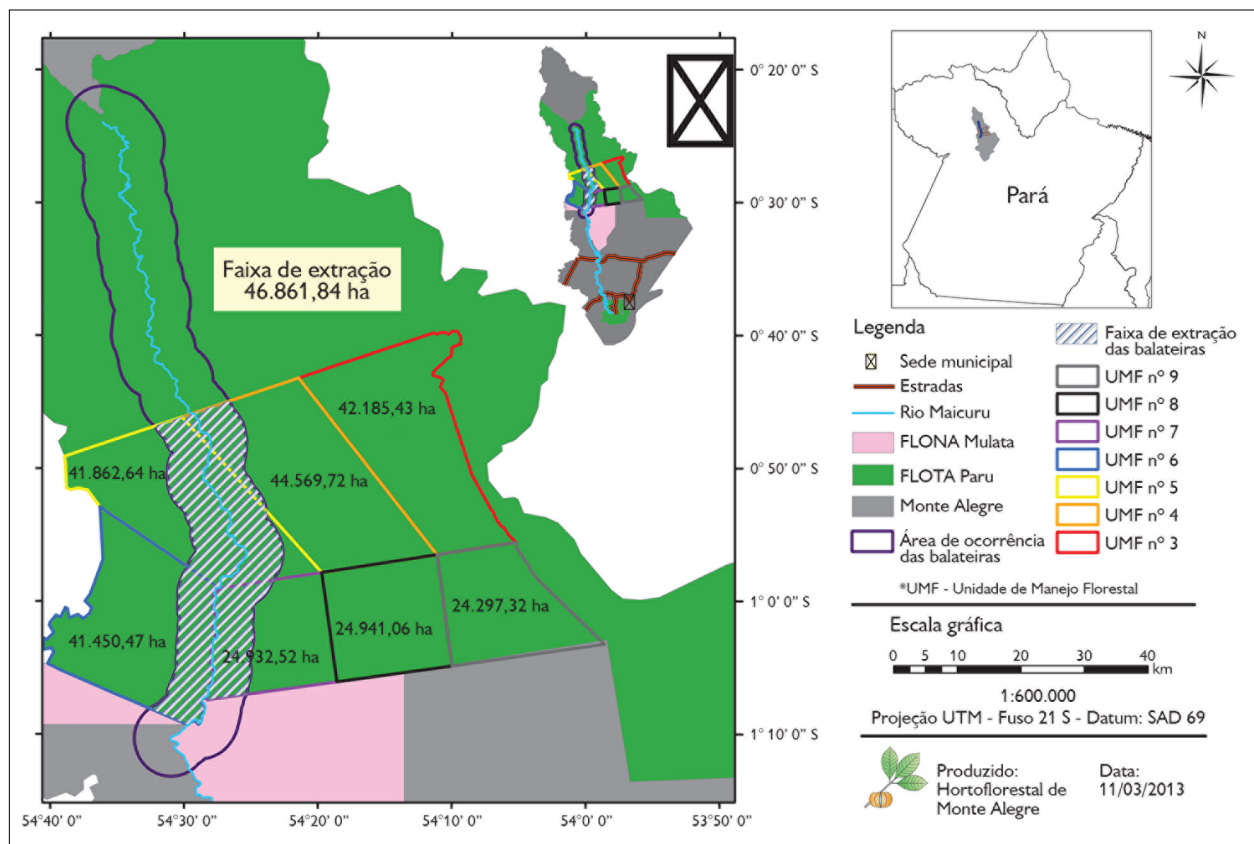 Faixa de extração
46.861,84 ha
42.185,43 ha
41.862,64 ha
44.569,72 ha
24.297,32 ha
24.941,06 ha
41.450,47 ha
24.932,52 ha
0° 20’ 0’’ S
0° 30’ 0’’ S
0° 40’ 0’’ S
0° 50’ 0’’ S
1° 0’ 0’’ S
1° 10’ 0’’ S
54° 40’ 0’’
54° 30’ 0’’
54° 20’ 0’’
54° 10’ 0’’
54° 0’ 0’’
53° 50’ 0’’
N
Pará
Legenda
Sede municipal
Estradas
Rio Maicuru
FLONA Mulata
FLOTA Paru
Monte Alegre
Área de ocorrência
das balateiras
Faixa de extração
das balateiras
UMF nº 9
UMF nº 8
UMF nº 7
UMF nº 6
UMF nº 5
UMF nº 4
UMF nº 3
*UMF - Unidade de Manejo Florestal
Escala gráfica
0 5 10 20 30 40
km
1:600.000
Projeção UTM - Fuso 21 S - Datum: SAD 69
Produzido:
Hortoflorestal de
Monte Alegre
Data:
11/03/2013